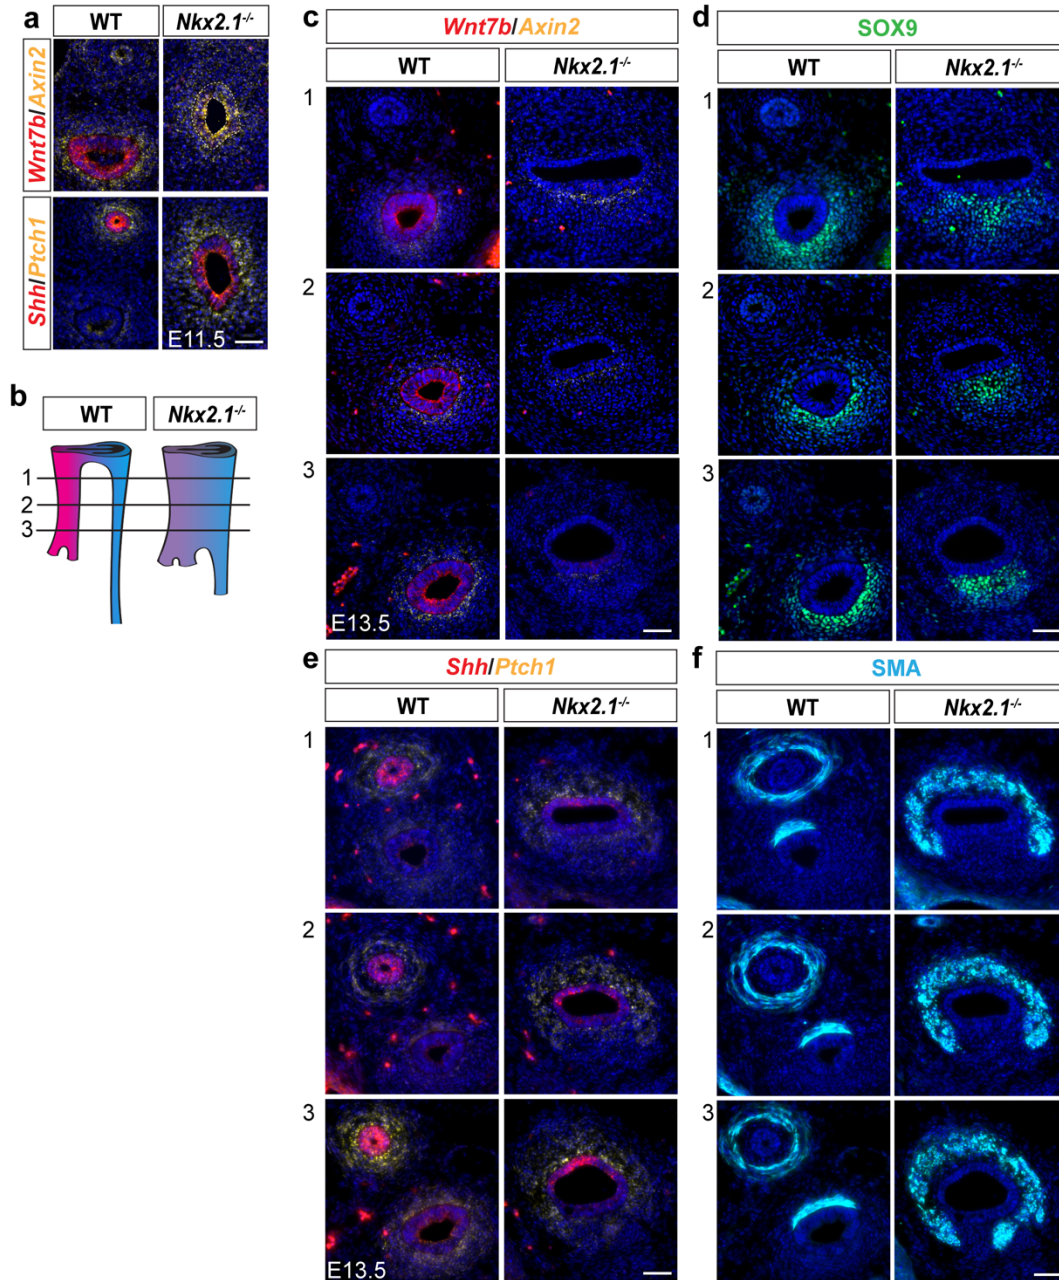 a
WT Nkx2.1-/-
Wnt7b/Axin2
Shh/Ptch1
E11.5
b
WT Nkx2.1-/-
1
2
3
c
Wnt7b/Axin2
WT Nkx2.1-/-
1
2
3
E13.5
d
SOX9
WT Nkx2.1-/-
1
2
3
e
Shh/Ptch1
WT Nkx2.1-/-
1
2
3
E13.5
f
SMA
WT Nkx2.1-/-
1
2
3